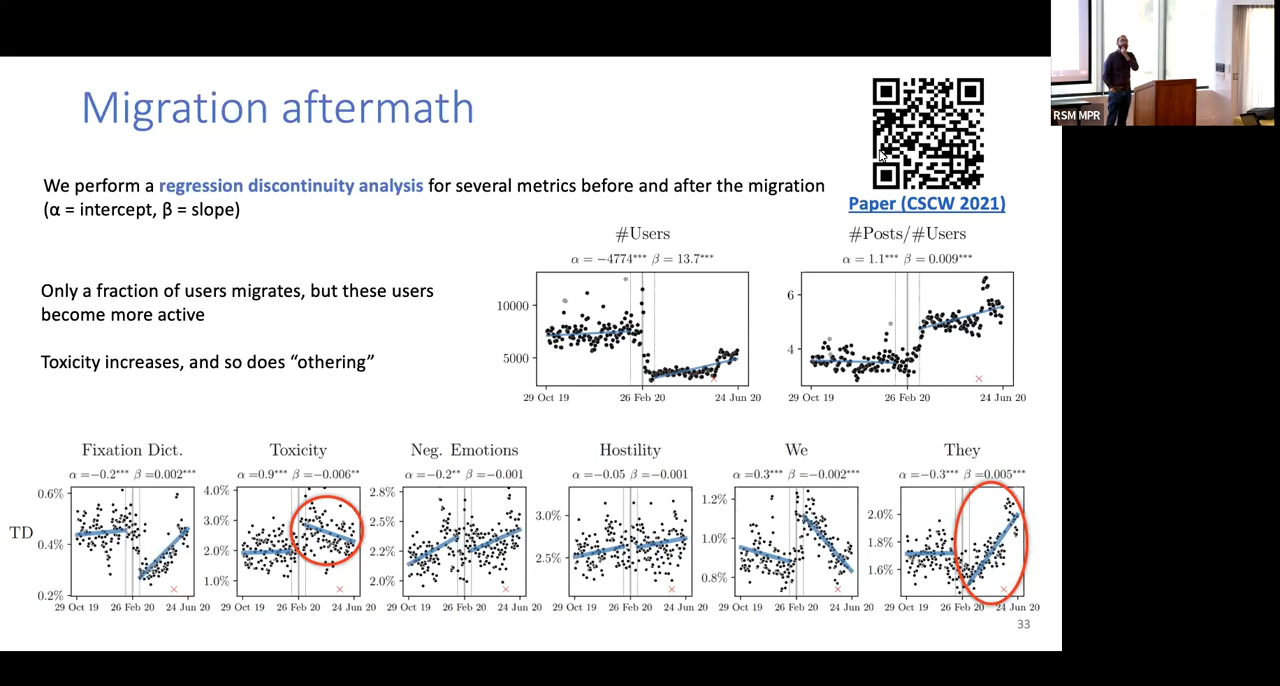 RSM MPR
Migration aftermath
We perform a regression discontinuity analysis for several metrics before and after the migration
(α = intercept, β = slope)
Paper (CSCW 2021)
Only a fraction of users migrates, but these users
become more active
Toxicity increases, and so does “othering”
#Users
α = −4774*** β = 13.7***
10000
5000
29 Oct 19 26 Feb 20 24 Jun 20
#Posts/#Users
α = 1.1*** β = 0.009***
6
4
29 Oct 19 26 Feb 20 24 Jun 20
TD
Fixation Dict.
α =−0.2*** β =0.002***
0.6%
0.4%
0.2%
29 Oct 19 26 Feb 20 24 Jun 20
Toxicity
α =0.9*** β =−0.006**
4.0%
3.0%
2.0%
1.0%
29 Oct 19 26 Feb 20 24 Jun 20
Neg. Emotions
α =−0.2** β =−0.001
2.8%
2.5%
2.2%
2.0%
29 Oct 19 26 Feb 20 24 Jun 20
Hostility
α =−0.05 β =−0.001
3.0%
2.5%
29 Oct 19 26 Feb 20 24 Jun 20
We
α =0.3*** β =−0.002***
1.2%
1.0%
0.8%
29 Oct 19 26 Feb 20 24 Jun 20
They
α =−0.3*** β =0.005***
2.0%
1.8%
1.6%
29 Oct 19 26 Feb 20 24 Jun 20
33